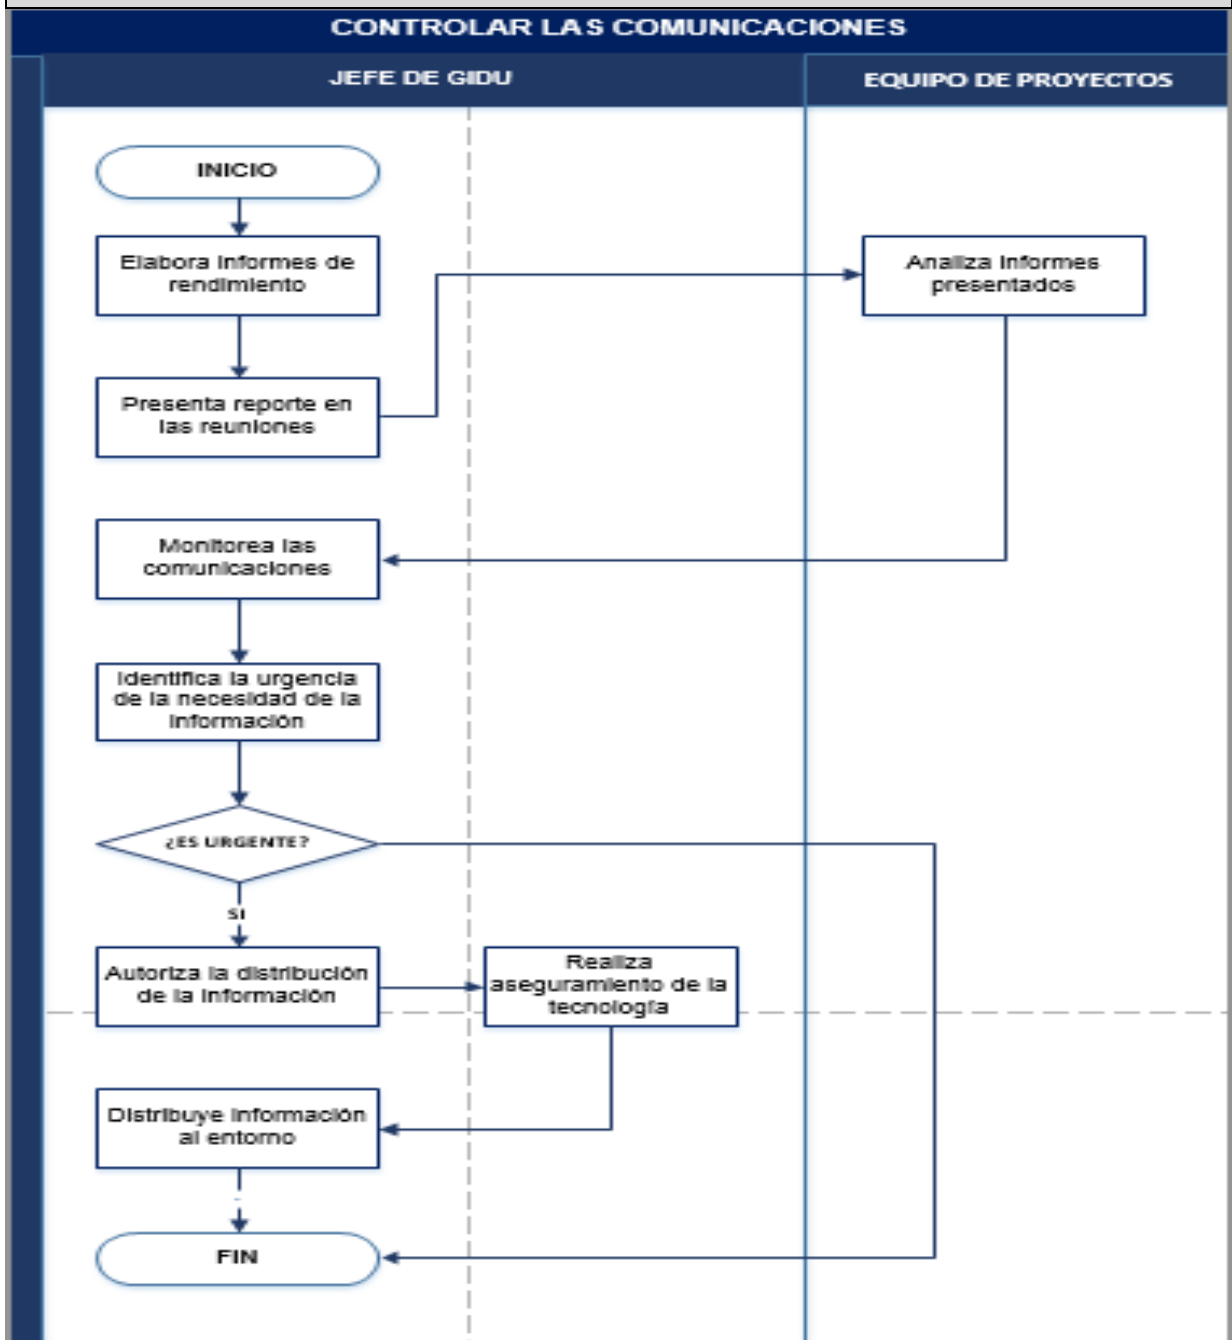 CONTROLAR LAS COMUNICACIONES
JEFE DE GIDU
EQUIPO DE PROYECTOS
INICIO
Elabora informes de
rendimiento
Analiza informes
presentados
Presenta reporte en
las reuniones
Monitorea las
comunicaciones
Identifica la urgencia
de la necesidad de la
información
¿ES URGENTE?
SI
Autoriza la distribución
de la información
Realiza
aseguramiento de la
tecnología
Distribuye información
al entorno
FIN